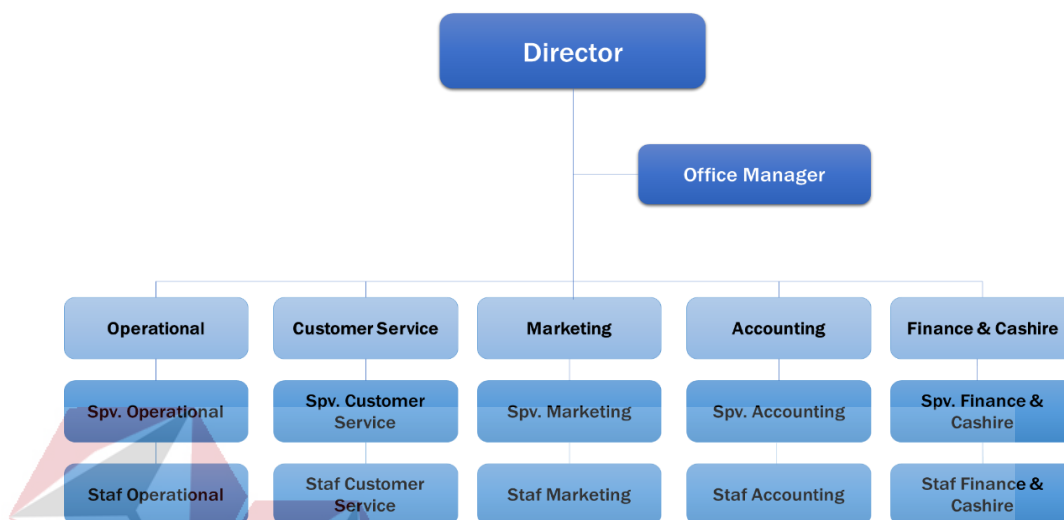 Director
Office Manager
Operational
Customer Service
Marketing
Accounting
Finance & Cashire
Spv. Operational
Spv. Customer
Service
Spv. Marketing
Spv. Accounting
Spv. Finance &
Cashire
Staf Operational
Staf Customer
Service
Staf Marketing
Staf Accounting
Staf Finance &
Cashire